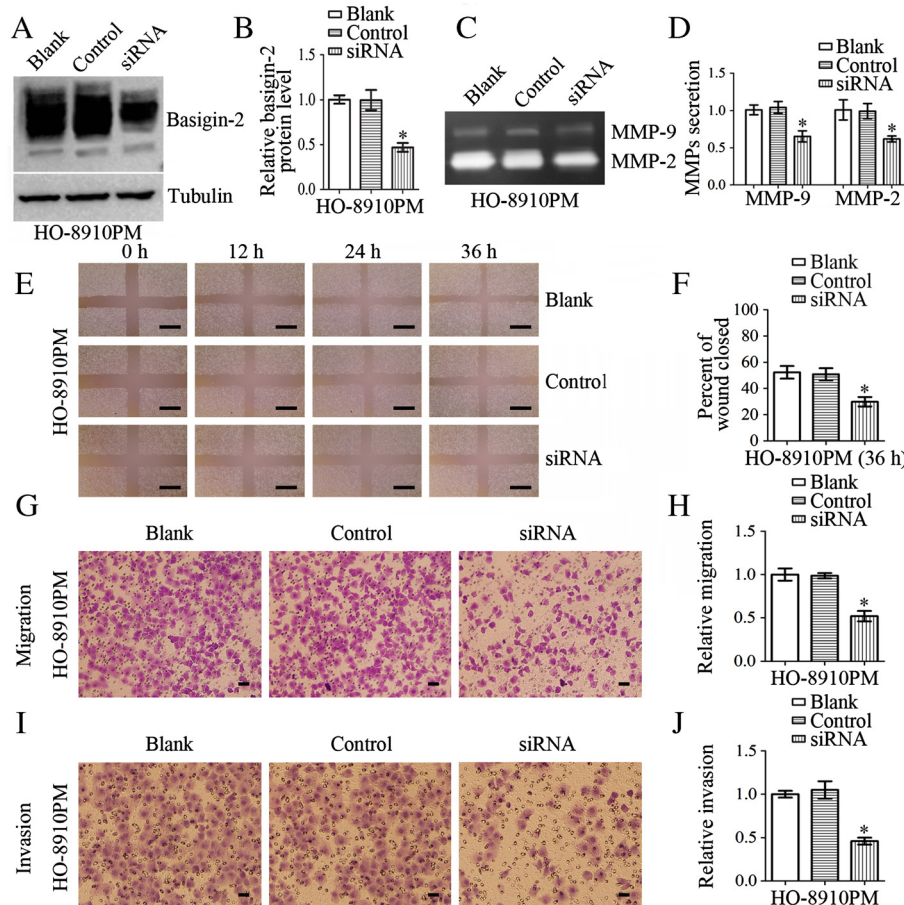 A
Blank
Control
siRNA
Basigin-2
Tubulin
HO-8910PM
B
Blank
Control
siRNA
Relative basigin-2
protein level
1.5
1.0
0.5
0.0
*
HO-8910PM
C
Blank
Control
siRNA
MMP-9
MMP-2
HO-8910PM
D
Blank
Control
siRNA
MMPs secretion
1.5
1.0
0.5
0.0
*
*
MMP-9
MMP-2
E
0 h
12 h
24 h
36 h
HO-8910PM
Blank
Control
siRNA
F
Blank
Control
siRNA
Percent of
wound closed
100
80
60
40
20
0
*
HO-8910PM (36 h)
G
Blank
Control
siRNA
Migration
HO-8910PM
H
Blank
Control
siRNA
Relative migration
1.5
1.0
0.5
0.0
*
HO-8910PM
I
Blank
Control
siRNA
Invasion
HO-8910PM
J
Blank
Control
siRNA
Relative invasion
1.5
1.0
0.5
0.0
*
HO-8910PM